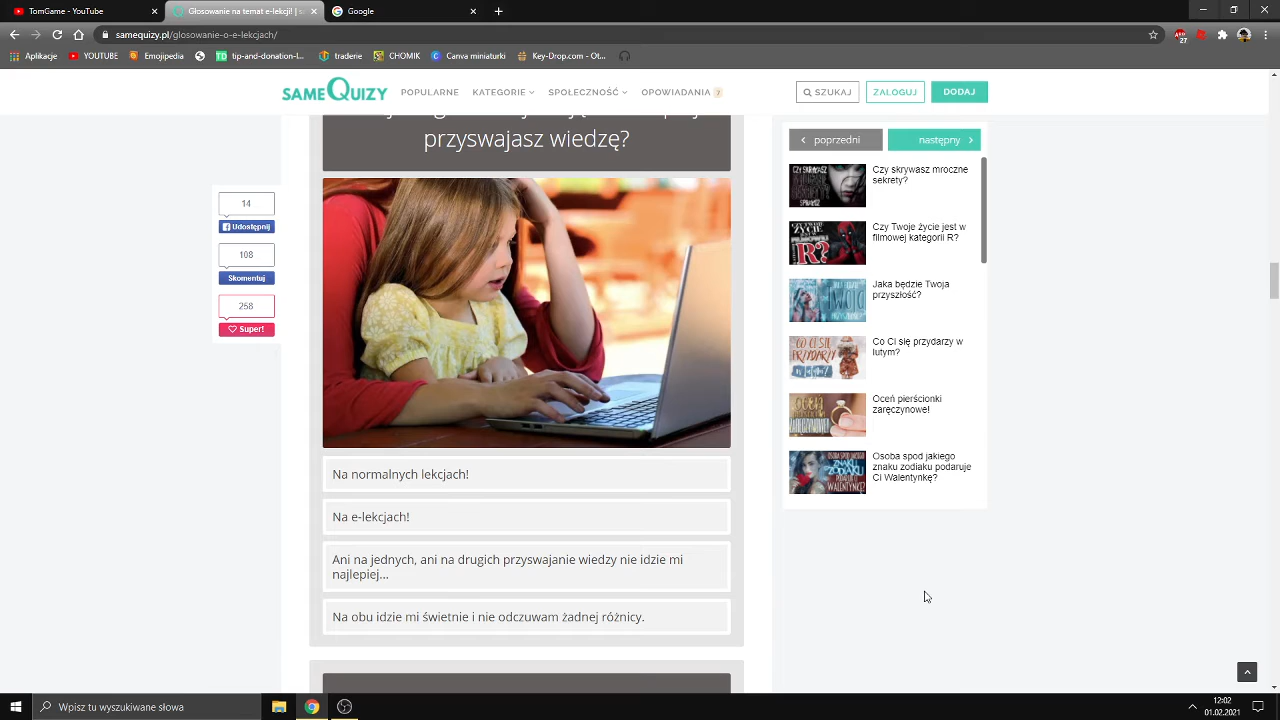 TomGame - YouTube
Głosowanie na temat e-lekcji! | s
Google
samequizy.pl/glosowanie-e-lekcjach/
27
Aplikacje
YOUTUBE
Emojipedia
tip-and-donation-l...
traderie
CHOMIK
Canva miniaturki
Key-Drop.com - Ot...
SAMEQUIZY
POPULARNE
KATEGORIE
SPOŁECZNOŚĆ
OPOWIADANIA 7
SZUKAJ
ZALOGUJ
DODAJ
przyswajasz wiedzę?
14
Udostępnij
108
Skomentuj
258
Super!
Na normalnych lekcjach!
Na e-lekcjach!
Ani na jednych, ani na drugich przyswajanie wiedzy nie idzie mi
najlepiej...
Na obu idzie mi świetnie i nie odczuwam żadnej różnicy.
poprzedni
następny
Czy skrywasz mroczne
sekrety?
Czy Twoje życie jest w
filmowej kategorii R?
Jaka będzie Twoja
przyszłość?
Co Ci się przydarzy w
lutym?
Oceń pierścionki
zaręczynowe!
Osoba spod jakiego
znaku zodiaku podaruje
Ci Walentynkę?
Wpisz tu wyszukiwane słowa
12:02
01.02.2021